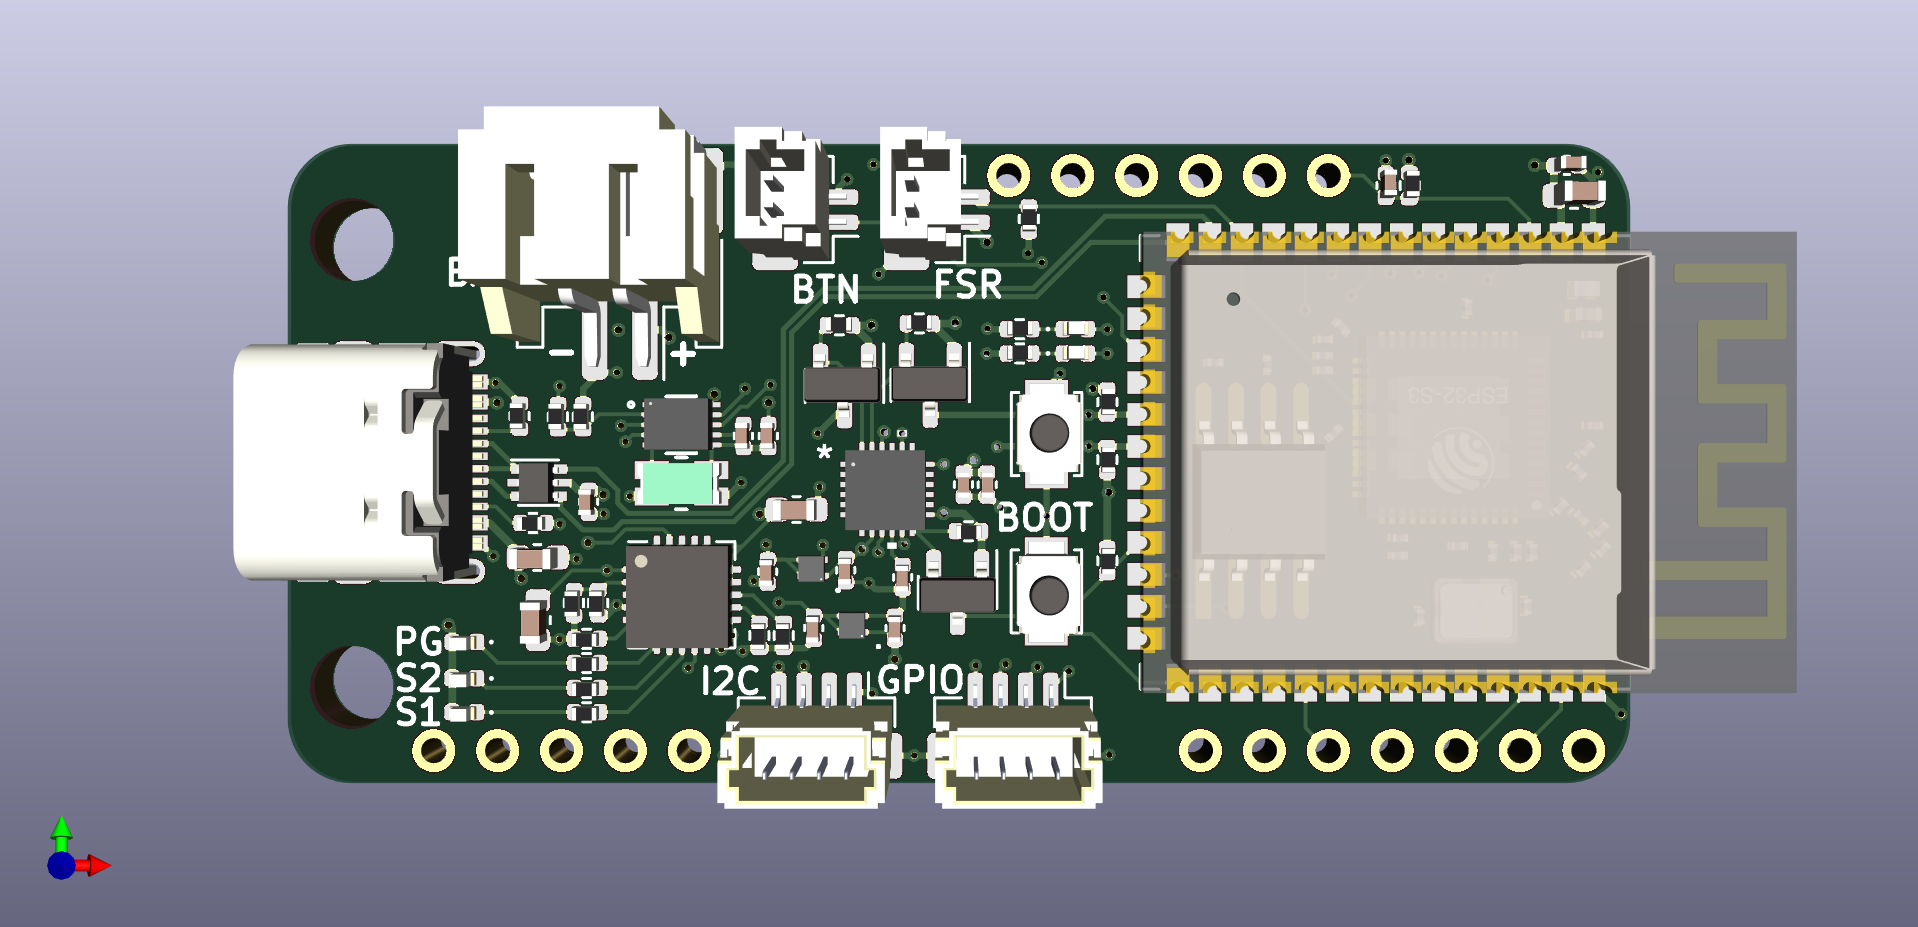 BTN
FSR
- +
*
BOOT
ESP32-S3
PG
S2
S1
I2C
GPIO